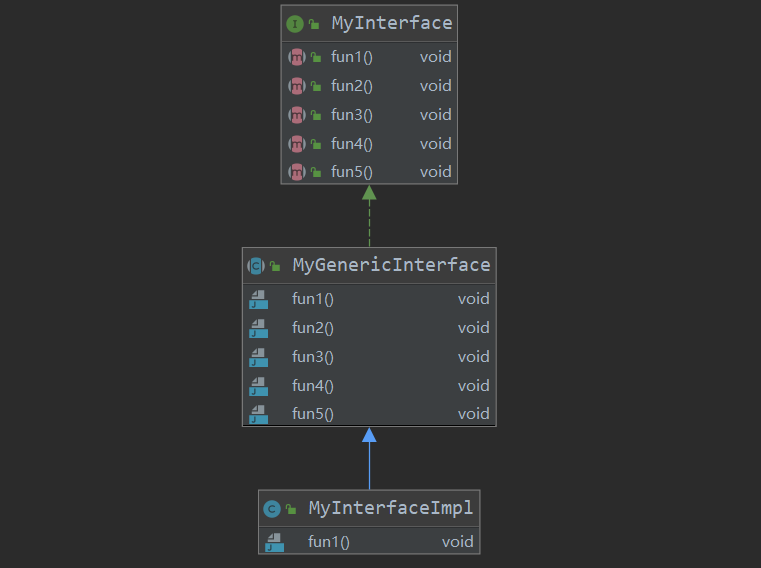 MyInterface
fun1() void
fun2() void
fun3() void
fun4() void
fun5() void
MyGenericInterface
fun1() void
fun2() void
fun3() void
fun4() void
fun5() void
MyInterfaceImpl
fun1() void